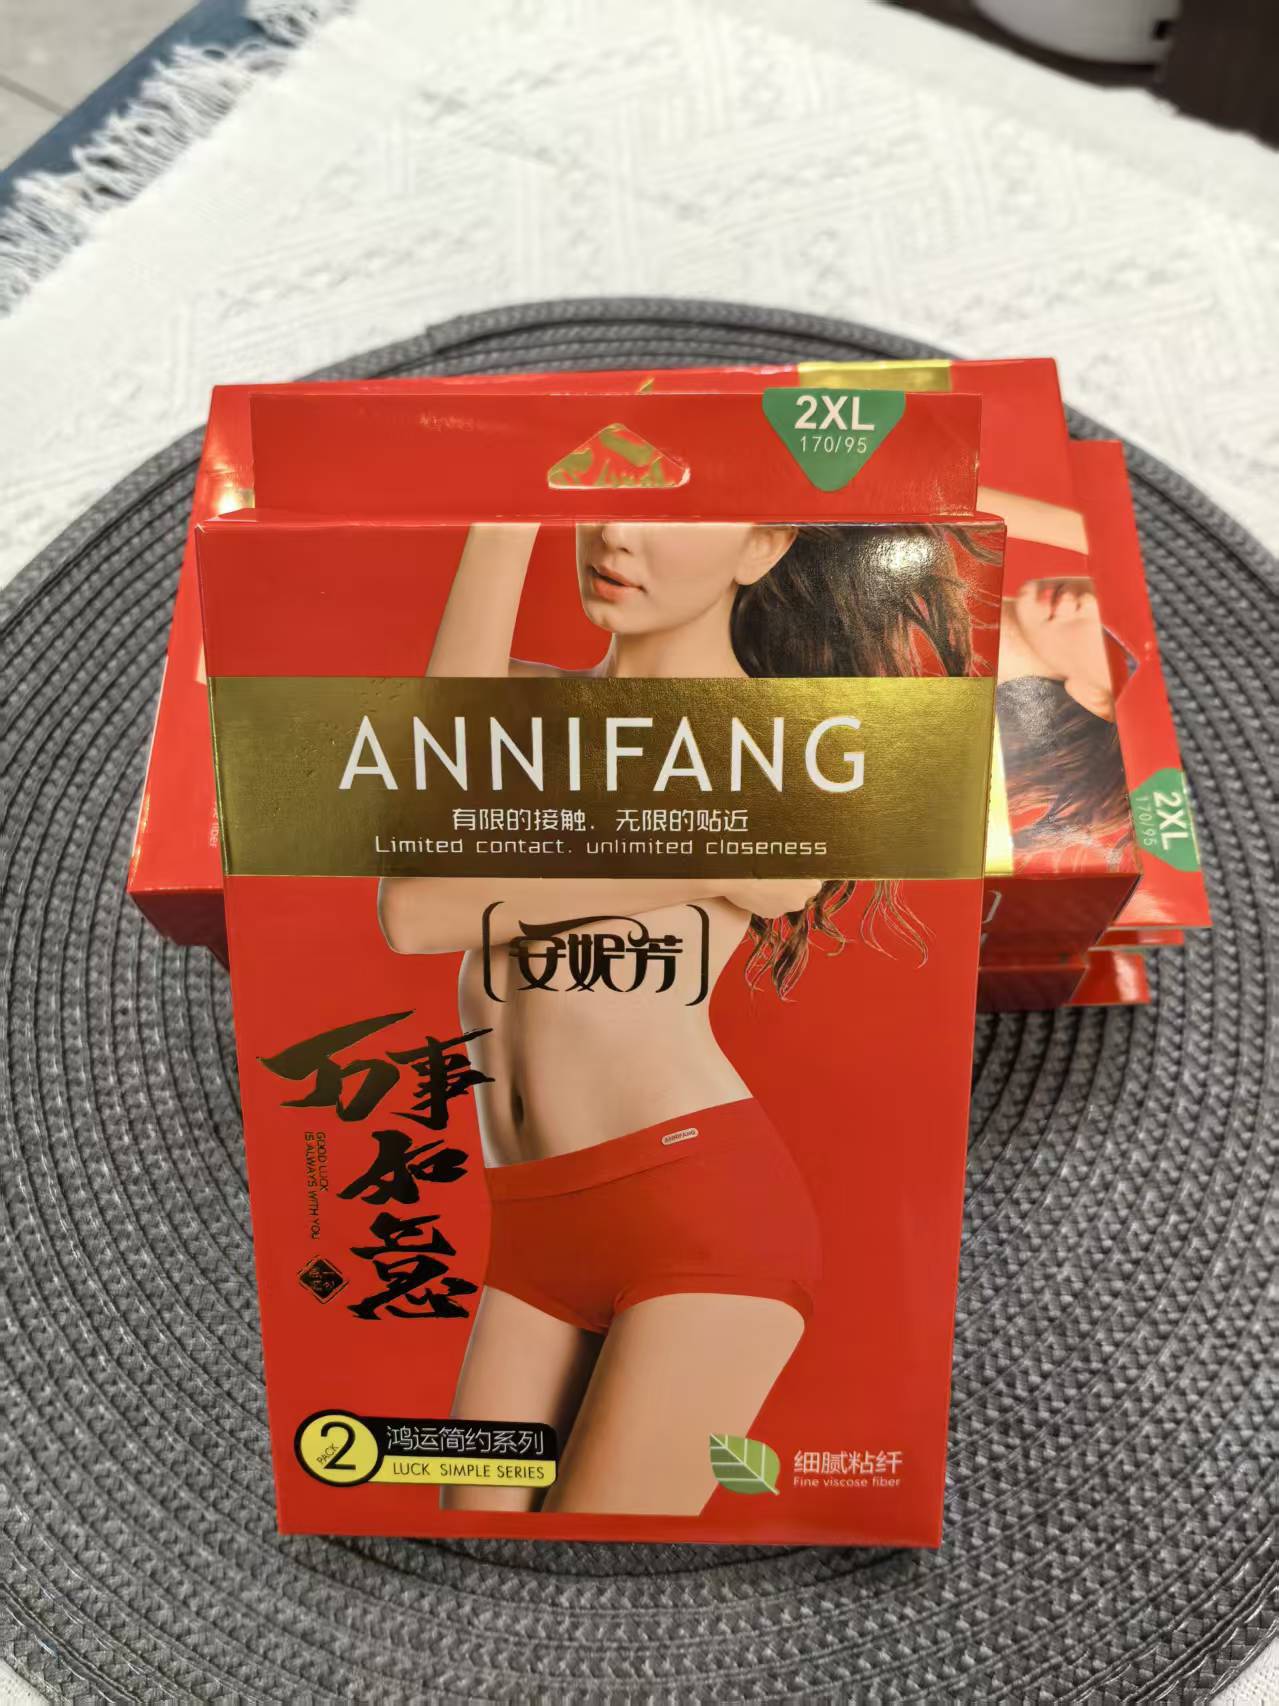 2XL
170/95
ANNIFANG
有限的接触.无限的贴近
Limited contact. unlimited closeness
安妮芳
万事如意
GOOD LUCK
IS ALWAYS WITH YOU
ANNIFANG
2
PACK
鸿运简约系列
LUCK SIMPLE SERIES
细腻粘纤
Fine viscose fiber
2XL
170/95